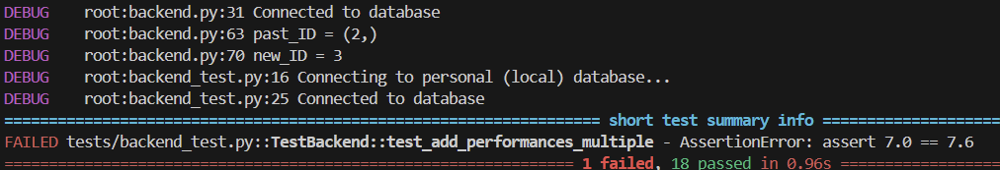 DEBUG    root:backend.py:31 Connected to database
DEBUG    root:backend.py:63 past_ID = (2,)
DEBUG    root:backend.py:70 new_ID = 3
DEBUG    root:backend_test.py:16 Connecting to personal (local) database...
DEBUG    root:backend_test.py:25 Connected to database
=========================================================================== short test summary info ======================
FAILED tests/backend_test.py::TestBackend::test_add_performances_multiple - AssertionError: assert 7.0 == 7.6
======================================================================== 1 failed, 18 passed in 0.96s ====================